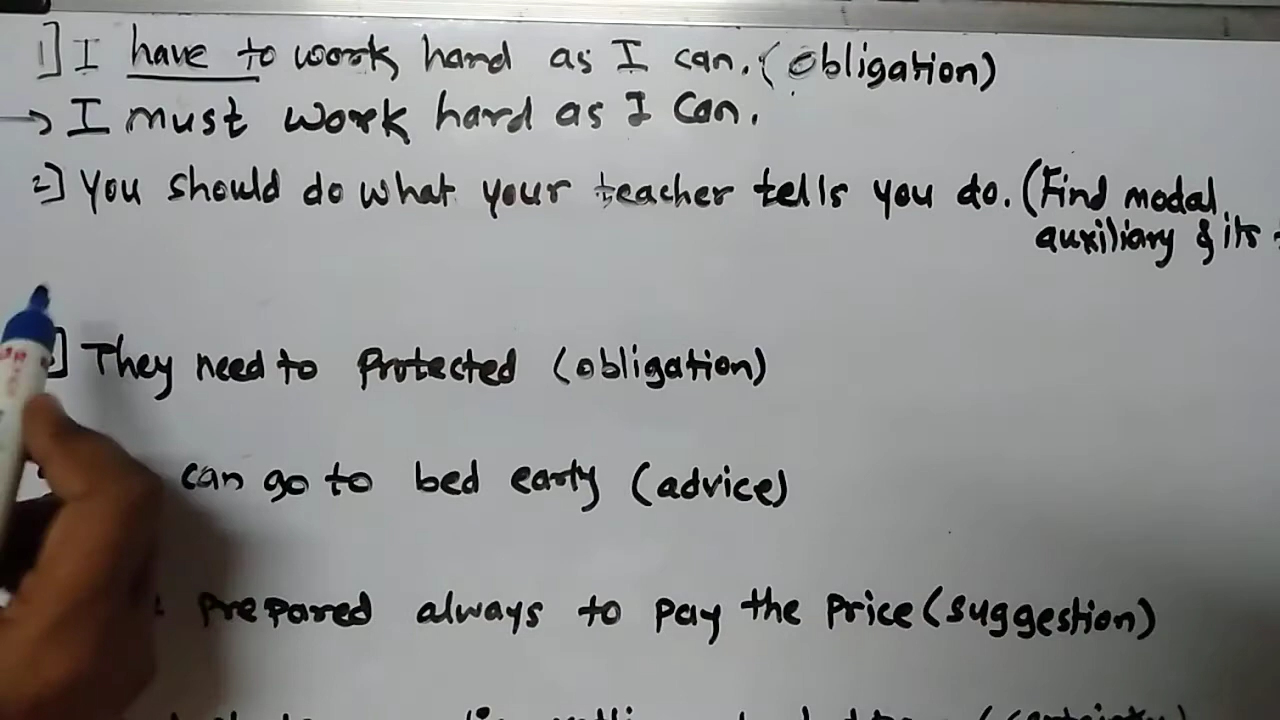 1] I have to work hard as I can. (Obligation)
→ I must work hard as I can.
2] You should do what your teacher tells you do. (Find modal
auxiliary & its
] They need to protected (obligation)
can go to bed early (advice)
prepared always to pay the price (suggestion)